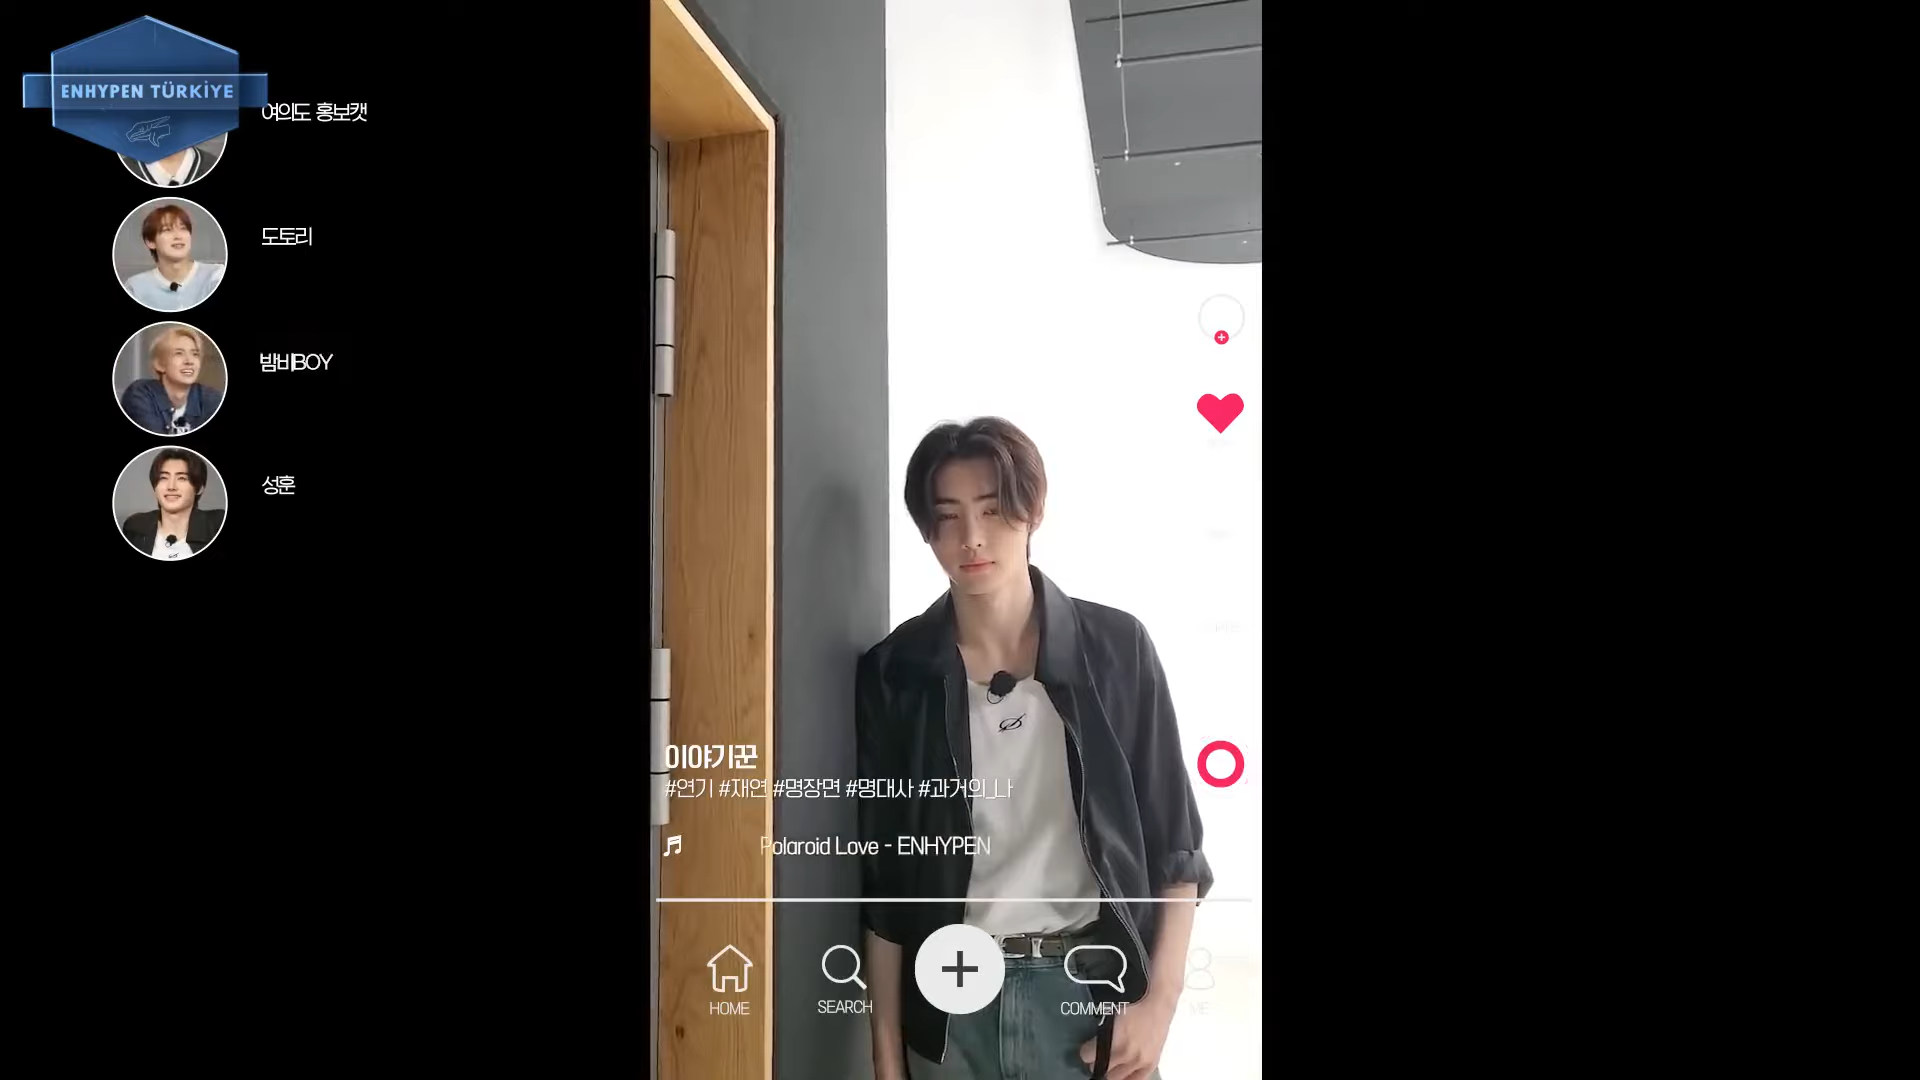 ENHYPEN TÜRKİYE
여의도 홍보캣
도토리
밤비BOY
성훈
이야기꾼
#연기 #재연 #명장면 #명대사 #과거의_나
Polaroid Love - ENHYPEN
HOME
SEARCH
COMMENT
ME